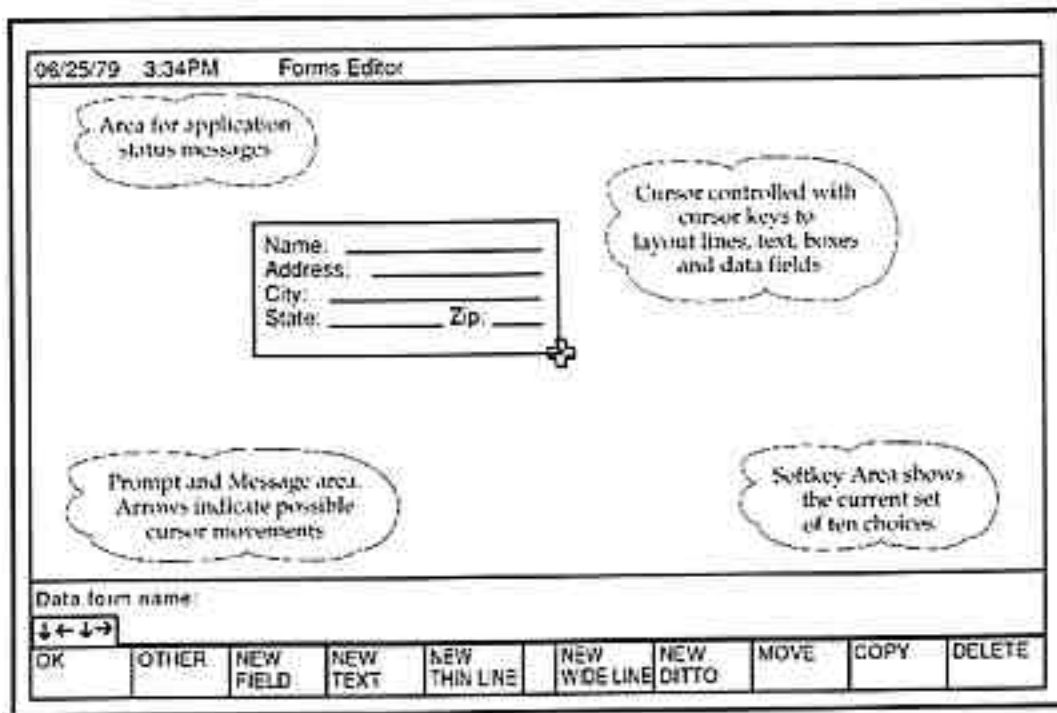 06/25/79 3:34PM Forms Editor
Area for application
status messages
Cursor controlled with
cursor keys to
layout lines, text, boxes
and data fields
Name:
Address:
City:
State: Zip:
Prompt and Message area.
Arrows indicate possible
cursor movements
Softkey Area shows
the current set
of ten choices
Data form name:
↓←↓→
OK OTHER NEW FIELD NEW TEXT NEW THIN LINE NEW WIDE LINE NEW DITTO MOVE COPY DELETE